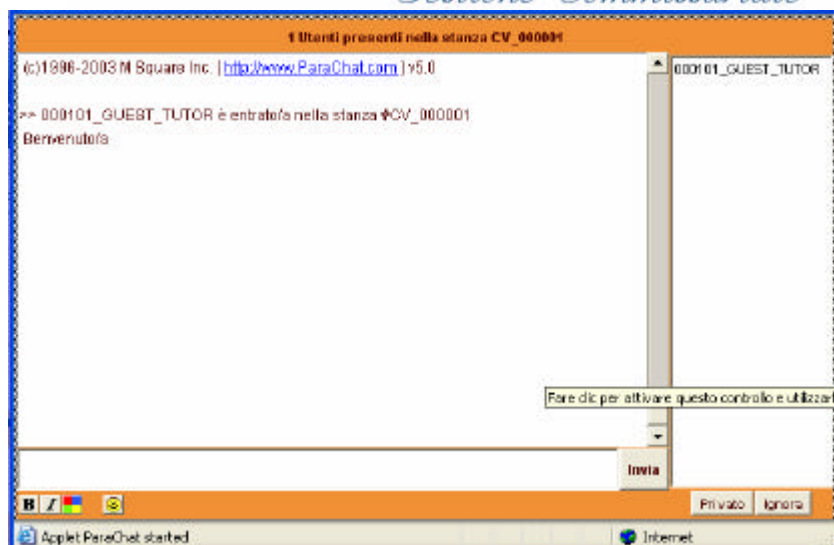 1 Utenti presenti nella stanza CV_000001
(c)1996-2003 M Square Inc. | http://www.ParaChat.com | v5.0
000101_GUEST_TUTOR
>> 000101_GUEST_TUTOR è entrato/a nella stanza #CV_000001
Benvenuto/a
Fare clic per attivare questo controllo e utilizzarl
Invia
B I
Privato Ignora
Applet ParaChat started
Internet